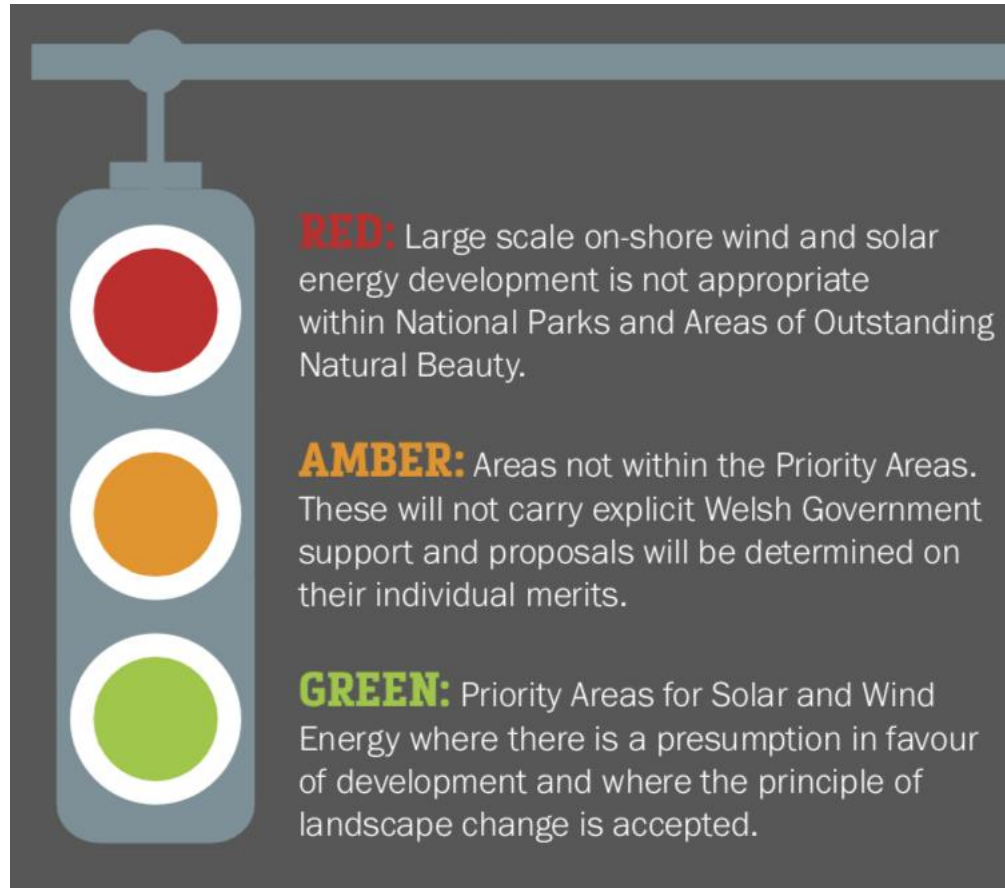 RED: Large scale on-shore wind and solar
energy development is not appropriate
within National Parks and Areas of Outstanding
Natural Beauty.
AMBER: Areas not within the Priority Areas.
These will not carry explicit Welsh Government
support and proposals will be determined on
their individual merits.
GREEN: Priority Areas for Solar and Wind
Energy where there is a presumption in favour
of development and where the principle of
landscape change is accepted.